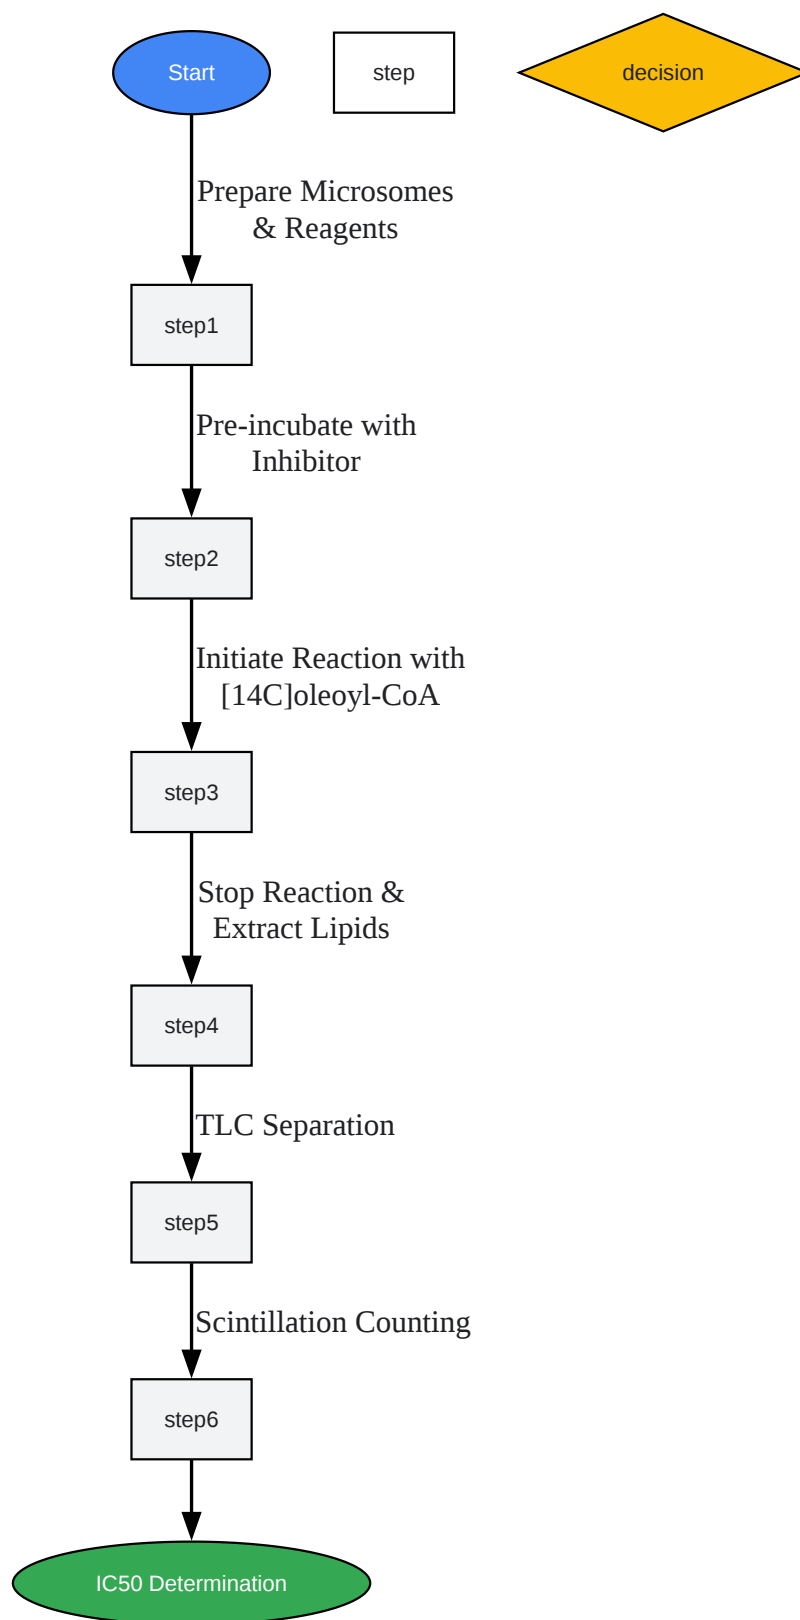 Start
step
decision
Prepare Microsomes
& Reagents
step1
Pre-incubate with
Inhibitor
step2
Initiate Reaction with
[14C]oleoyl-CoA
step3
Stop Reaction &
Extract Lipids
step4
TLC Separation
step5
Scintillation Counting
step6
IC50 Determination